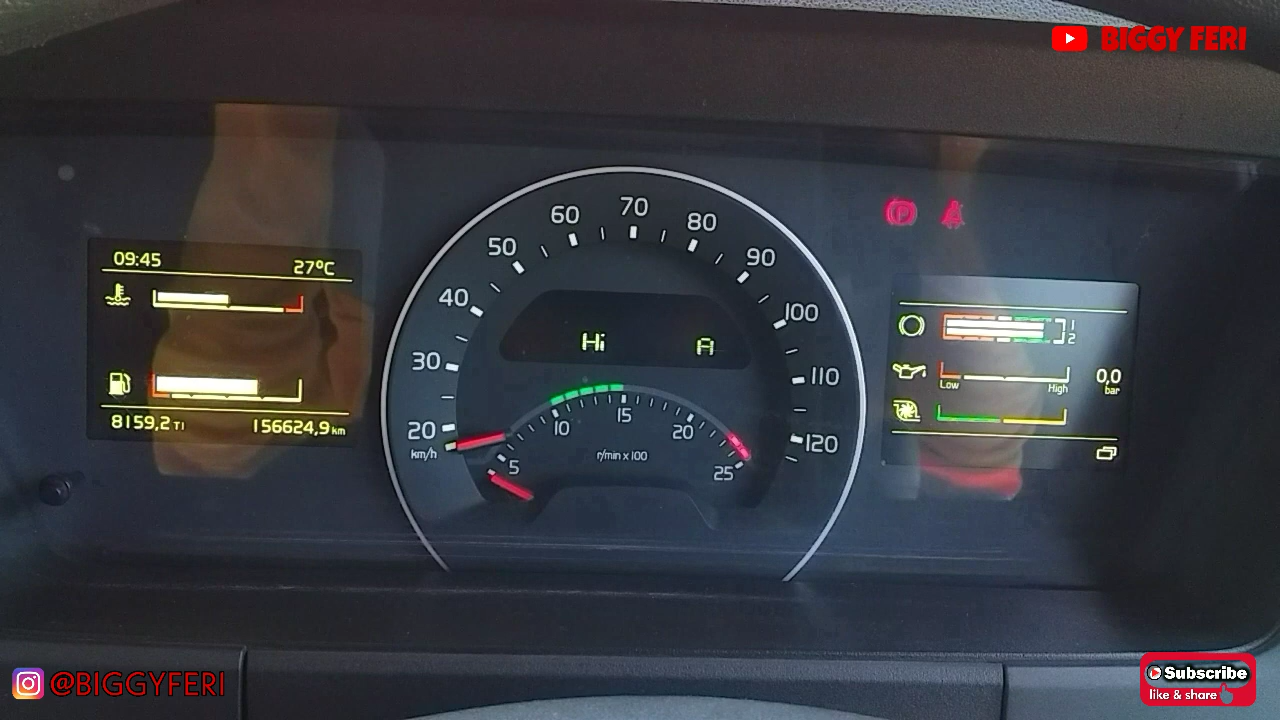 BIGGY FERI
09:45
27°C
8159,2 T1
156624,9 km
20
30
40
50
60
70
80
90
100
110
120
km/h
Hi A
5
10
15
20
25
r/min x 100
P
1
2
Low High
0,0
bar
@BIGGYFERI
Subscribe
like & share